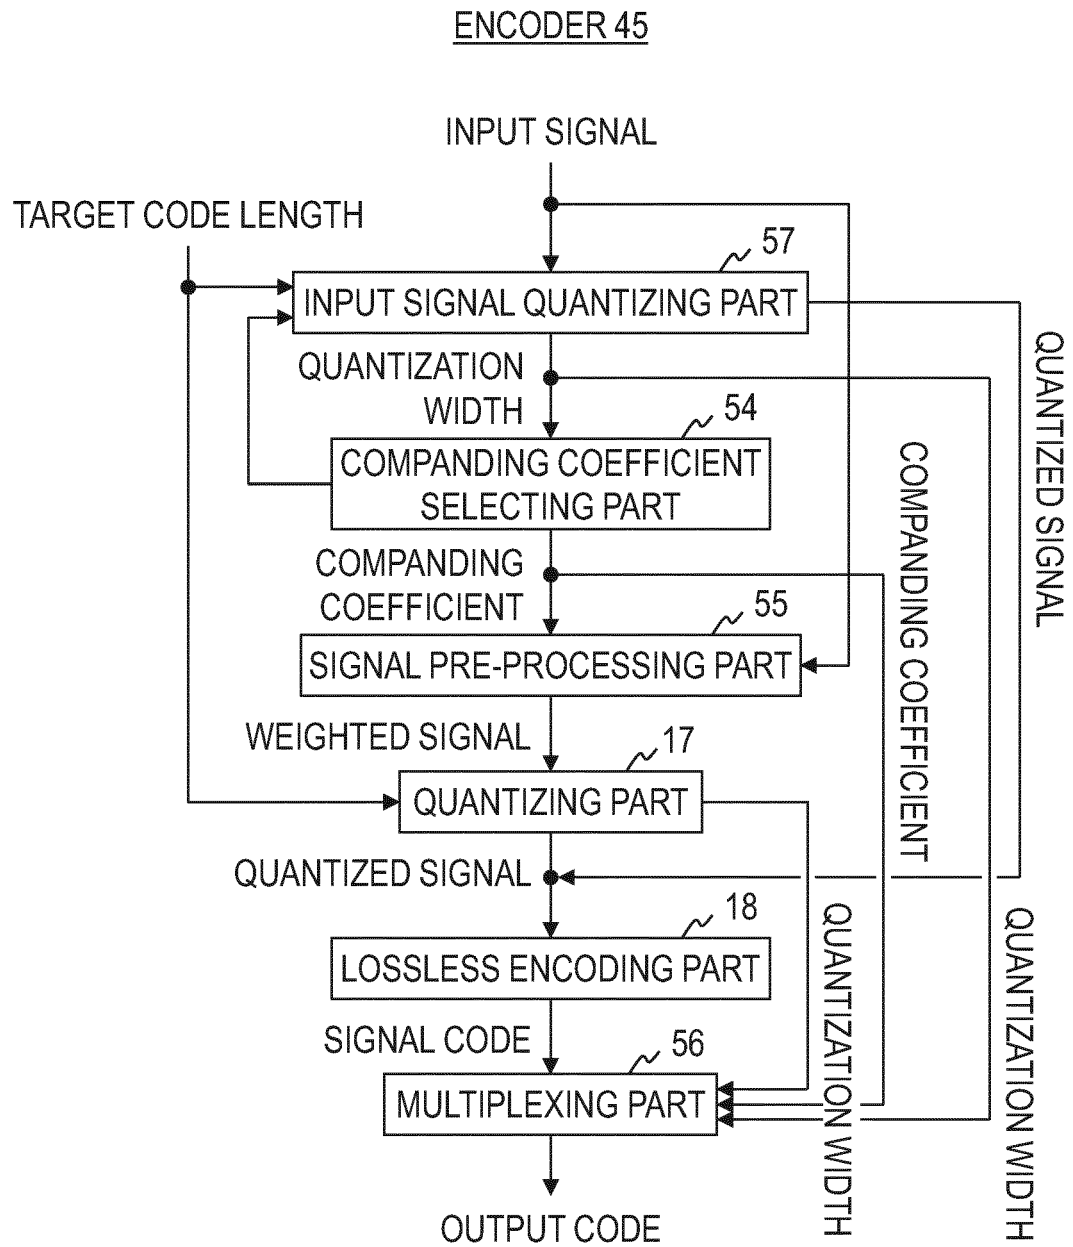 ENCODER 45
INPUT SIGNAL
TARGET CODE LENGTH
57
INPUT SIGNAL QUANTIZING PART
QUANTIZATION
WIDTH
54
COMPANDING COEFFICIENT
SELECTING PART
COMPANDING
COEFFICIENT
55
SIGNAL PRE-PROCESSING PART
WEIGHTED SIGNAL
17
QUANTIZING PART
QUANTIZED SIGNAL
18
LOSSLESS ENCODING PART
SIGNAL CODE
56
MULTIPLEXING PART
OUTPUT CODE
QUANTIZATION WIDTH
COMPANDING COEFFICIENT
QUANTIZATION WIDTH
QUANTIZED SIGNAL